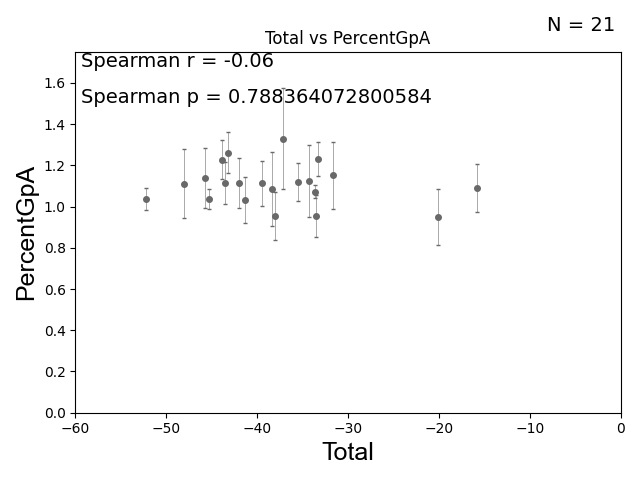 N = 21
Total vs PercentGpA
Spearman r = -0.06
Spearman p = 0.788364072800584
PercentGpA
1.6
1.4
1.2
1.0
0.8
0.6
0.4
0.2
0.0
−60 −50 −40 −30 −20 −10 0
Total